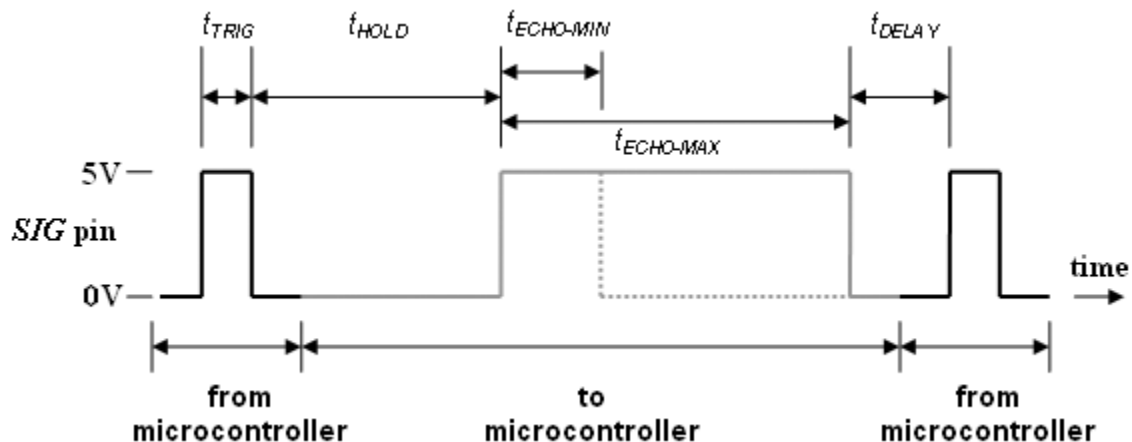 tTRIG tHOLD tECHO-MIN tDELAY
tECHO-MAX
5V
SIG pin
time
0V
from to from
microcontroller microcontroller microcontroller